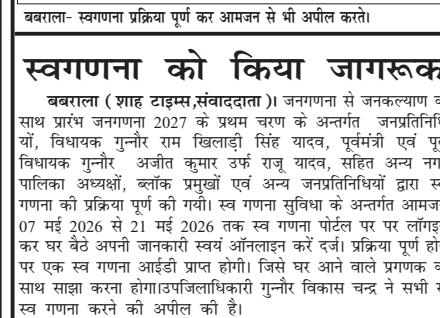 बबराला- स्वगणना प्रक्रिया पूर्ण कर आमजन से भी अपील करते।
स्वगणना को किया जागरूक
बबराला ( शाह टाइम्स,संवाददाता )। जनगणना से जनकल्याण
साथ प्रारंभ जनगणना 2027 के प्रथम चरण के अन्तर्गत जनप्रतिनिधि
यों, विधायक गुन्नौर राम खिलाड़ी सिंह यादव, पूर्वमंत्री एवं
विधायक गुन्नौर अजीत कुमार उर्फ राजू यादव, सहित अन्य
पालिका अध्यक्षों, ब्लॉक प्रमुखों एवं अन्य जनप्रतिनिधियों द्वारा
गणना की प्रक्रिया पूर्ण की गयी। स्व गणना सुविधा के अन्तर्गत
07 मई 2026 से 21 मई 2026 तक स्व गणना पोर्टल पर पर
कर घर बैठे अपनी जानकारी स्वयं ऑनलाइन करें दर्ज। प्रक्रिया पूर्ण
पर एक स्व गणना आईडी प्राप्त होगी। जिसे घर आने वाले प्रगणक
साथ साझा करना होगा।उपजिलाधिकारी गुन्नौर विकास चन्द्र ने सभी
स्व गणना करने की अपील की है।